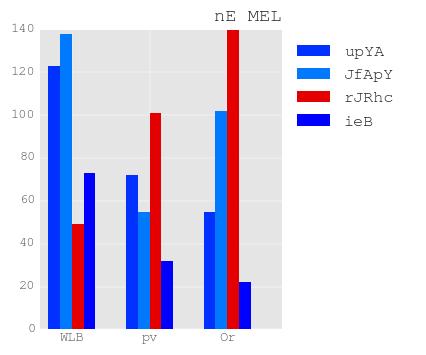 nE MEL
140
120
100
80
60
40
20
0
WLB pv Or
upYA
JfApY
rJRhc
ieB